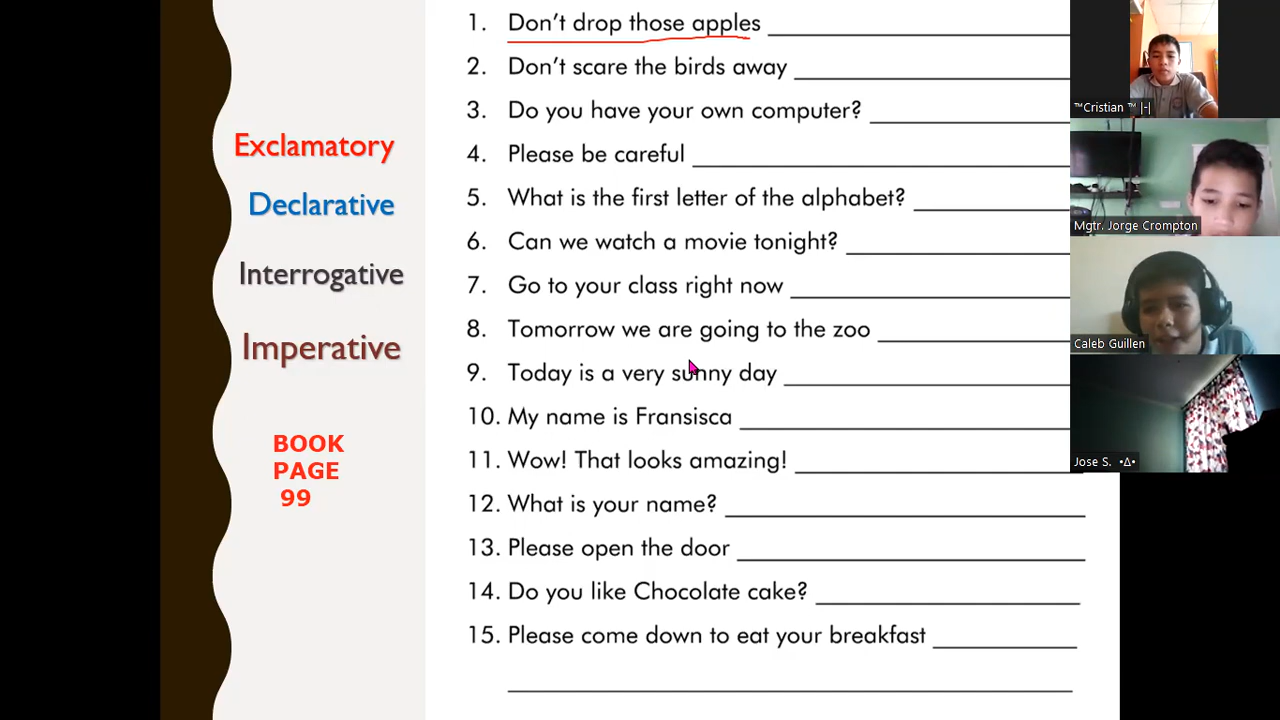 Exclamatory
Declarative
Interrogative
Imperative
BOOK
PAGE
99
1. Don't drop those apples
2. Don't scare the birds away
3. Do you have your own computer?
4. Please be careful
5. What is the first letter of the alphabet?
6. Can we watch a movie tonight?
7. Go to your class right now
8. Tomorrow we are going to the zoo
9. Today is a very sunny day
10. My name is Fransisca
11. Wow! That looks amazing!
12. What is your name?
13. Please open the door
14. Do you like Chocolate cake?
15. Please come down to eat your breakfast
™Cristian ™ |-|
Mgtr. Jorge Crompton
Caleb Guillen
Jose S. •Δ•